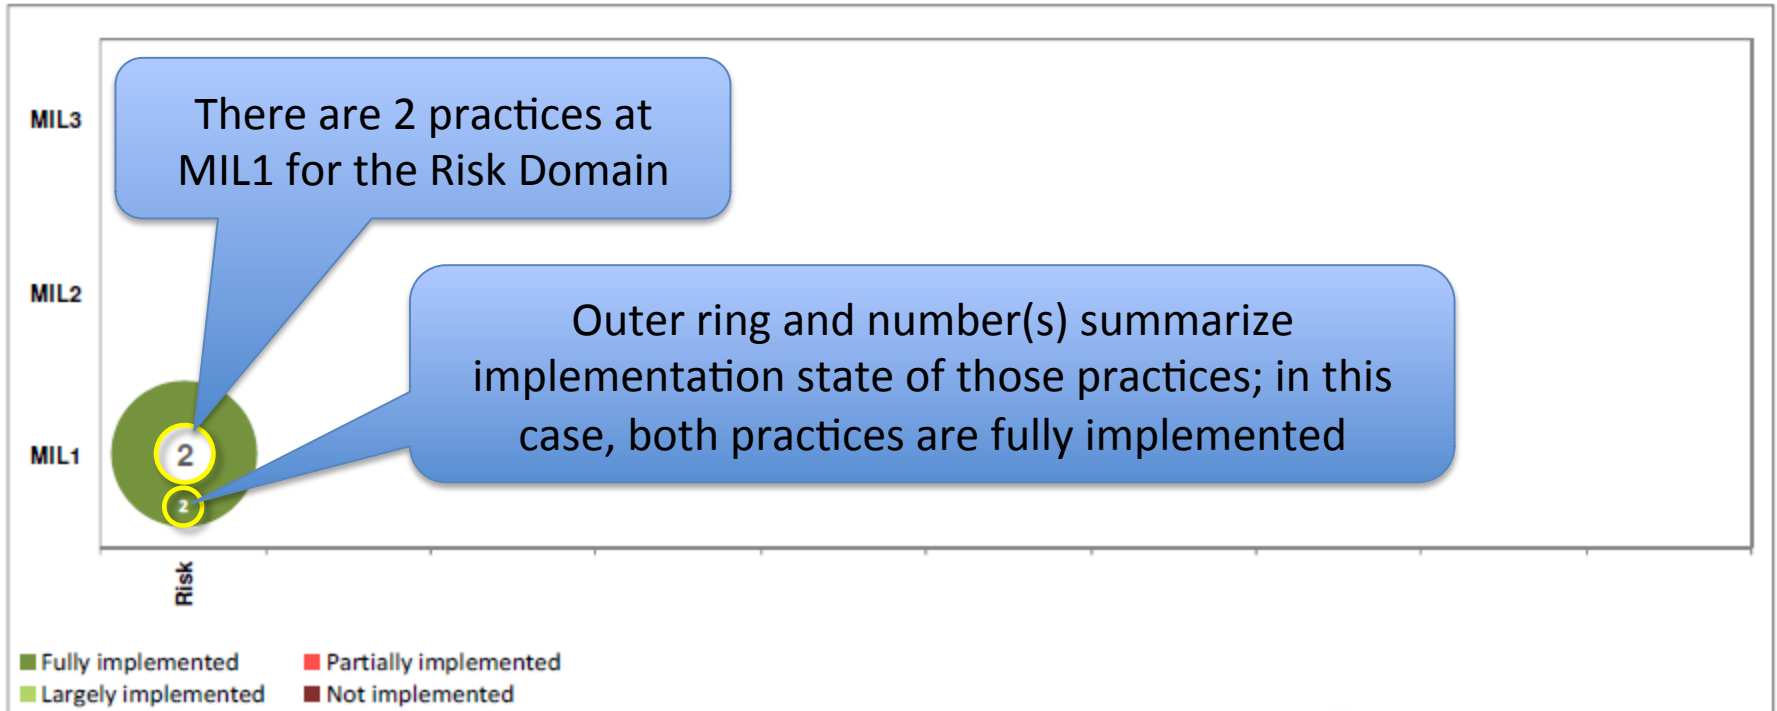 MIL3
There are 2 practices at
MIL1 for the Risk Domain
MIL2
Outer ring and number(s) summarize
implementation state of those practices; in this
case, both practices are fully implemented
MIL1
2
2
Risk
Fully implemented
Partially implemented
Largely implemented
Not implemented